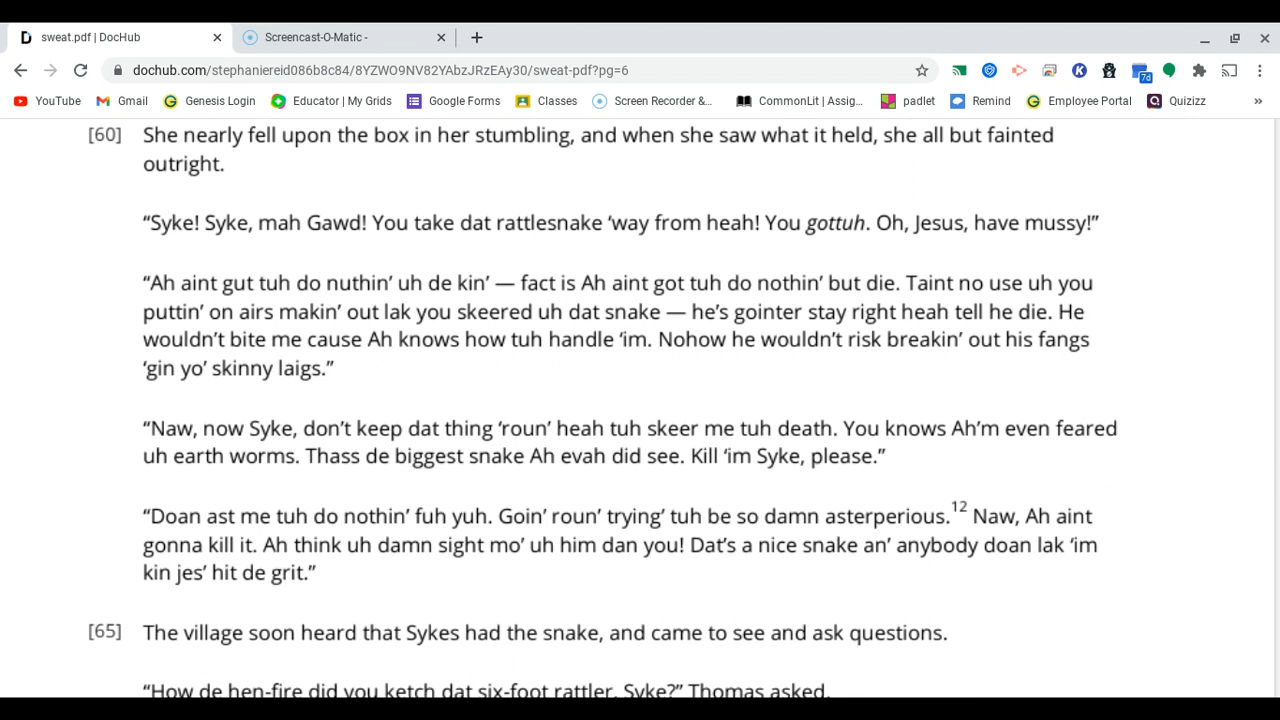 sweat.pdf | DocHub
Screencast-O-Matic -
dochub.com/stephaniereid086b8c84/8YZWO9NV82YAbzJRzEAy30/sweat-pdf?pg=6
7d
YouTube Gmail Genesis Login Educator | My Grids Google Forms Classes Screen Recorder &... CommonLit | Assig... padlet Remind Employee Portal Quizizz »
[60] She nearly fell upon the box in her stumbling, and when she saw what it held, she all but fainted
outright.
“Syke! Syke, mah Gawd! You take dat rattlesnake ‘way from heah! You gottuh. Oh, Jesus, have mussy!”
“Ah aint gut tuh do nuthin’ uh de kin’ — fact is Ah aint got tuh do nothin’ but die. Taint no use uh you
puttin’ on airs makin’ out lak you skeered uh dat snake — he’s gointer stay right heah tell he die. He
wouldn’t bite me cause Ah knows how tuh handle ‘im. Nohow he wouldn’t risk breakin’ out his fangs
‘gin yo’ skinny laigs.”
“Naw, now Syke, don’t keep dat thing ‘roun’ heah tuh skeer me tuh death. You knows Ah’m even feared
uh earth worms. Thass de biggest snake Ah evah did see. Kill ‘im Syke, please.”
“Doan ast me tuh do nothin’ fuh yuh. Goin’ roun’ trying’ tuh be so damn asterperious.12 Naw, Ah aint
gonna kill it. Ah think uh damn sight mo’ uh him dan you! Dat’s a nice snake an’ anybody doan lak ‘im
kin jes’ hit de grit.”
[65] The village soon heard that Sykes had the snake, and came to see and ask questions.
“How de hen-fire did you ketch dat six-foot rattler, Syke?” Thomas asked.